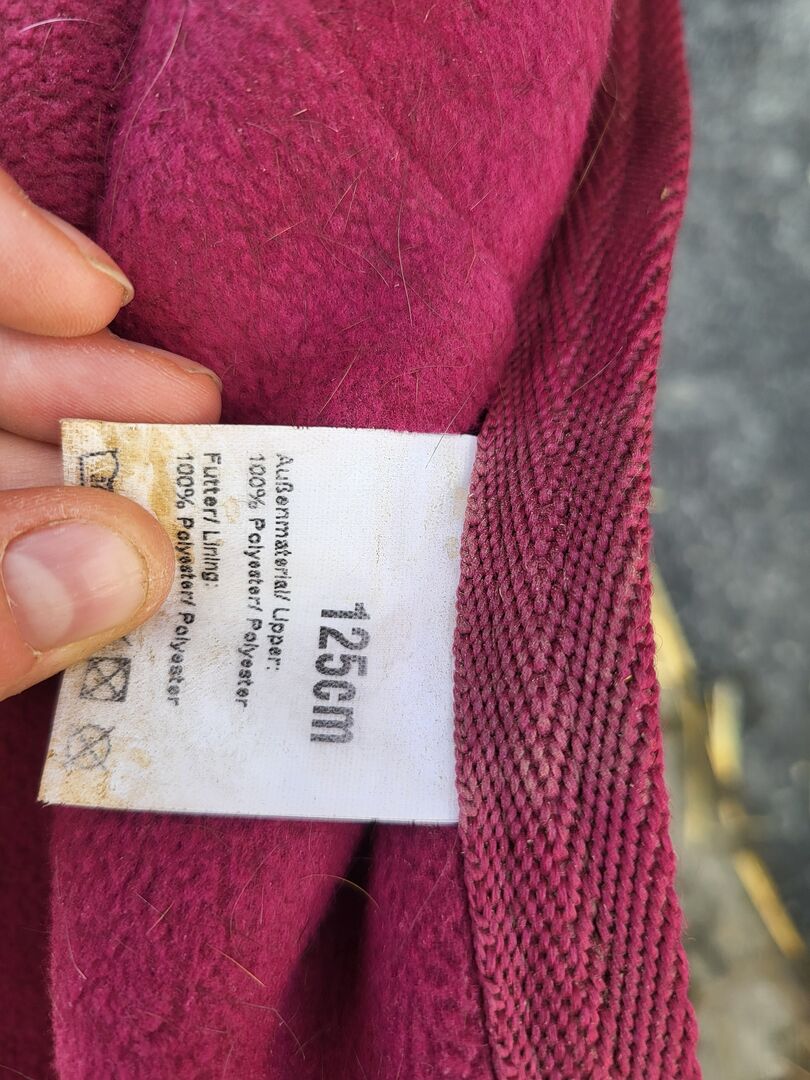 125cm
Außenmaterial/ Upper:
100% Polyester/ Polyester
Futter/ Lining:
100% Polyester/ Polyester